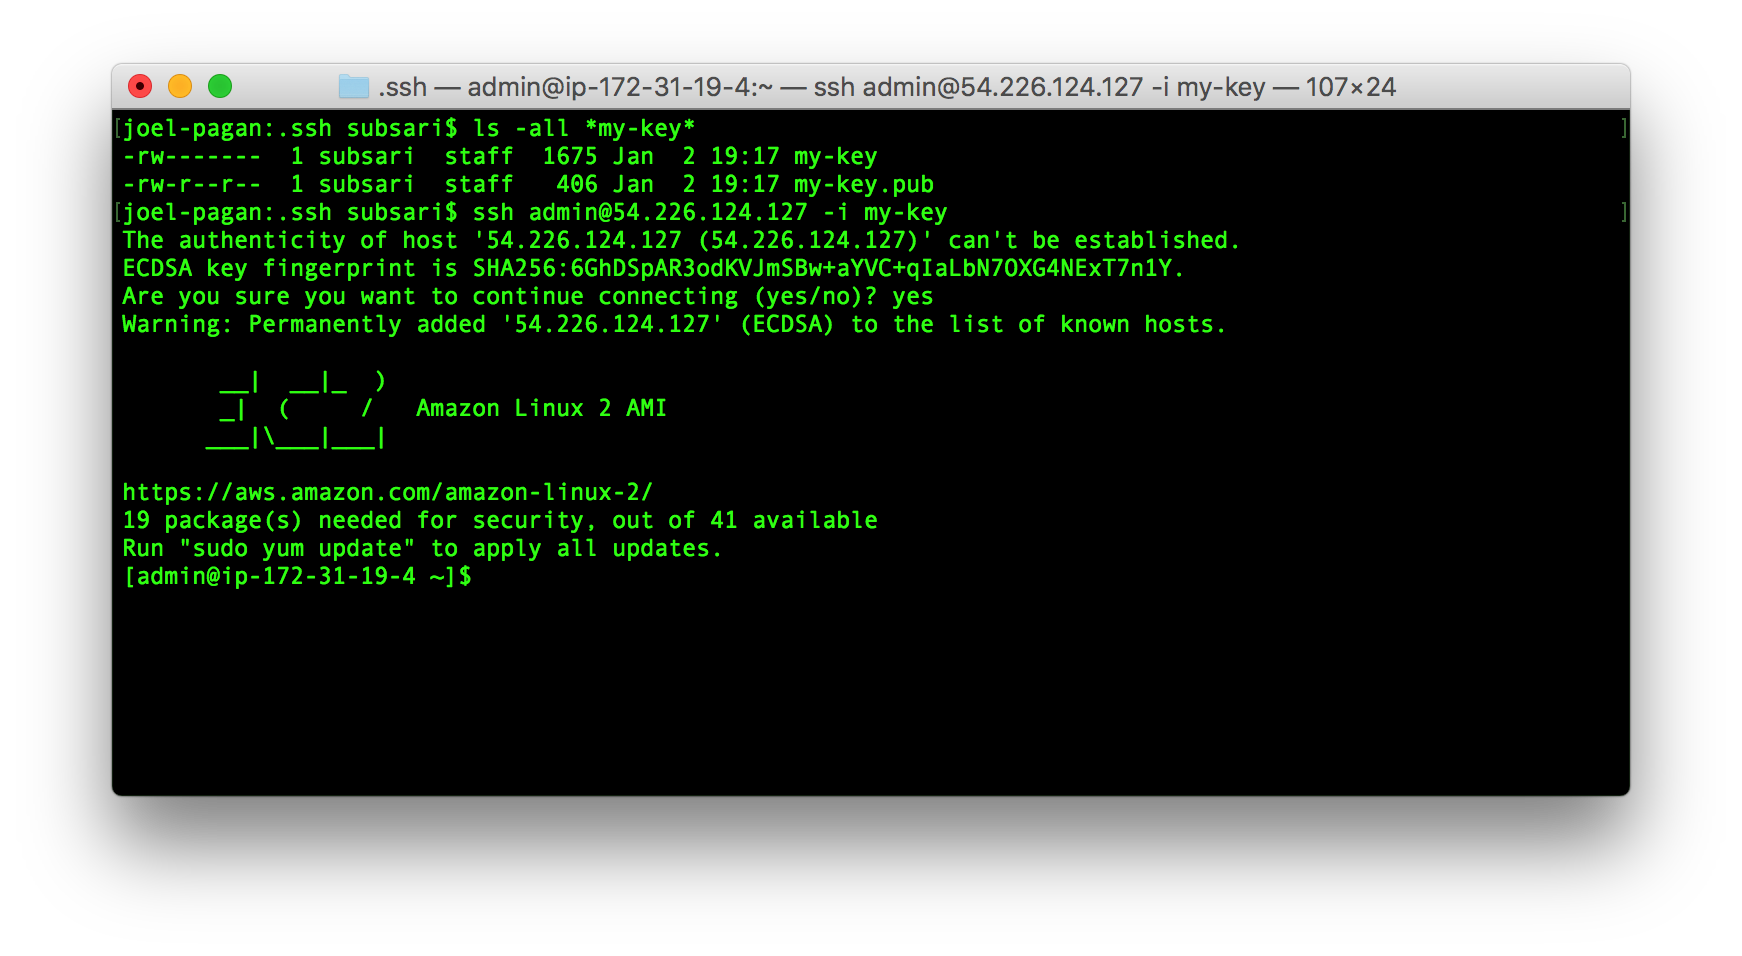 .ssh — admin@ip-172-31-19-4:~ — ssh admin@54.226.124.127 -i my-key — 107×24
[joel-pagan:.ssh subsari$ ls -all *my-key* ]
-rw-------  1 subsari  staff  1675 Jan  2 19:17 my-key
-rw-r--r--  1 subsari  staff   406 Jan  2 19:17 my-key.pub
[joel-pagan:.ssh subsari$ ssh admin@54.226.124.127 -i my-key ]
The authenticity of host '54.226.124.127 (54.226.124.127)' can't be established.
ECDSA key fingerprint is SHA256:6GhDSpAR3odKVJmSBw+aYVC+qIaLbN7OXG4NExT7n1Y.
Are you sure you want to continue connecting (yes/no)? yes
Warning: Permanently added '54.226.124.127' (ECDSA) to the list of known hosts.
       __|  __|_  )
       _|  (     /   Amazon Linux 2 AMI
      ___|\___|___|
https://aws.amazon.com/amazon-linux-2/
19 package(s) needed for security, out of 41 available
Run "sudo yum update" to apply all updates.
[admin@ip-172-31-19-4 ~]$